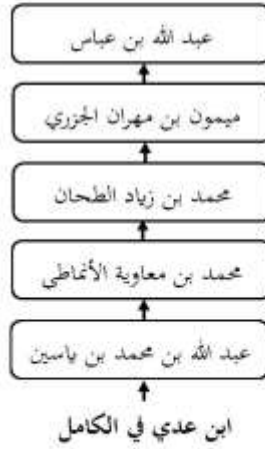 عبد الله بن عباس
ميمون بن مهران الجزري
محمد بن زياد الطحان
محمد بن معاوية الأنماطي
عبد الله بن محمد بن ياسين
ابن عدي في الكامل